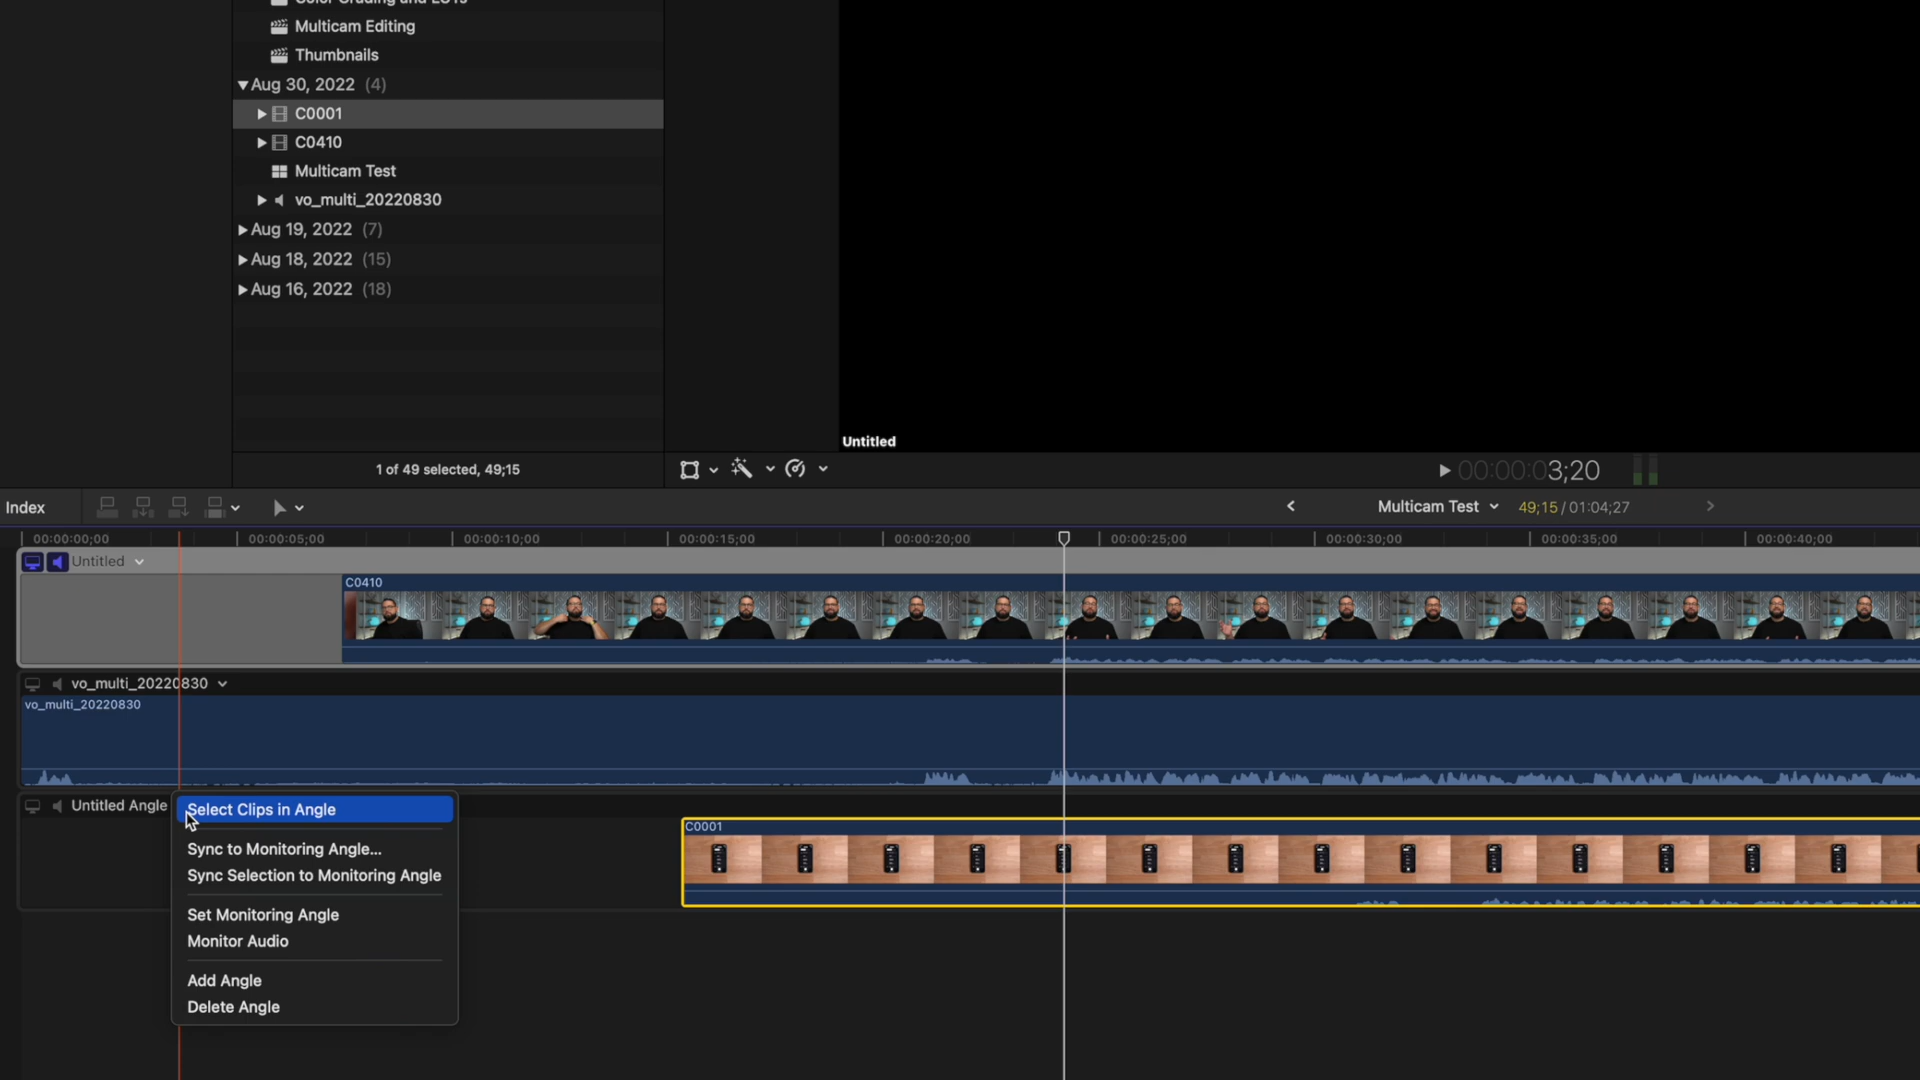 Color Grading and LUTs
Multicam Editing
Thumbnails
Aug 30, 2022 (4)
C0001
C0410
Multicam Test
vo_multi_20220830
Aug 19, 2022 (7)
Aug 18, 2022 (15)
Aug 16, 2022 (18)
Untitled
1 of 49 selected, 49;15
00:00:03;20
Index
Multicam Test
49;15 / 01:04;27
00:00:00;00
00:00:05;00
00:00:10;00
00:00:15;00
00:00:20;00
00:00:25;00
00:00:30;00
00:00:35;00
00:00:40;00
Untitled
C0410
vo_multi_20220830
vo_multi_20220830
Untitled Angle
Select Clips in Angle
C0001
Sync to Monitoring Angle...
Sync Selection to Monitoring Angle
Set Monitoring Angle
Monitor Audio
Add Angle
Delete Angle